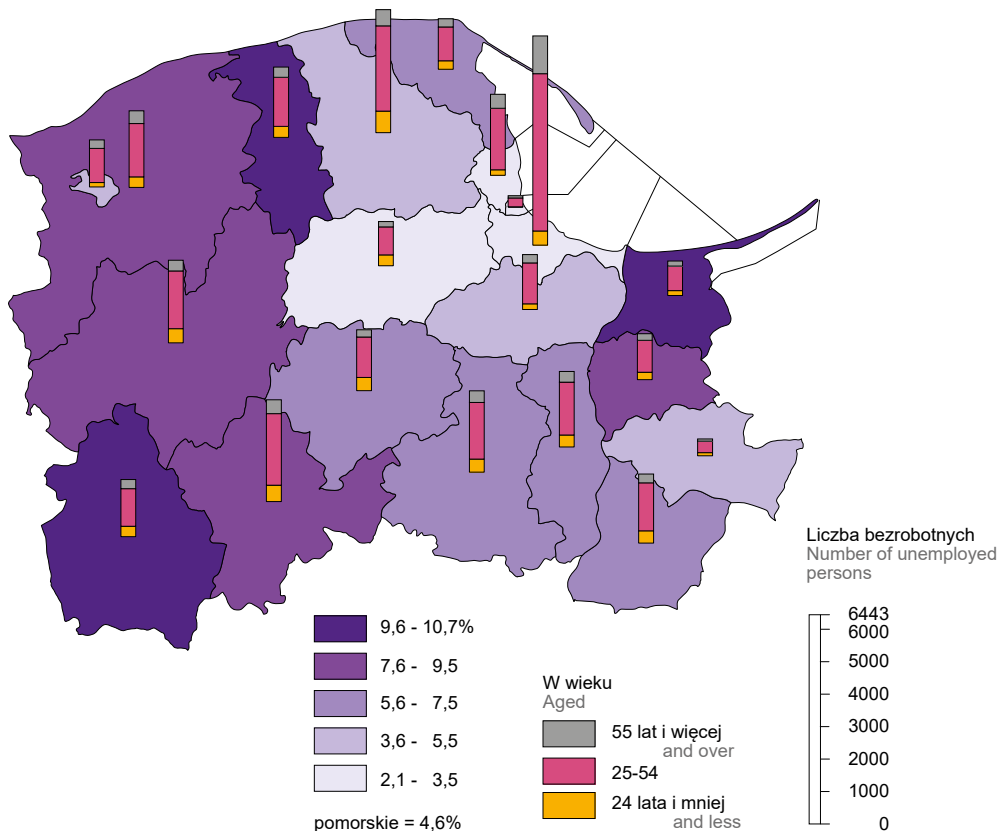 9,6 - 10,7%
7,6 - 9,5
5,6 - 7,5
3,6 - 5,5
2,1 - 3,5
pomorskie = 4,6%
W wieku
Aged
55 lat i więcej
and over
25-54
24 lata i mniej
and less
Liczba bezrobotnych
Number of unemployed
persons
6443
6000
5000
4000
3000
2000
1000
0